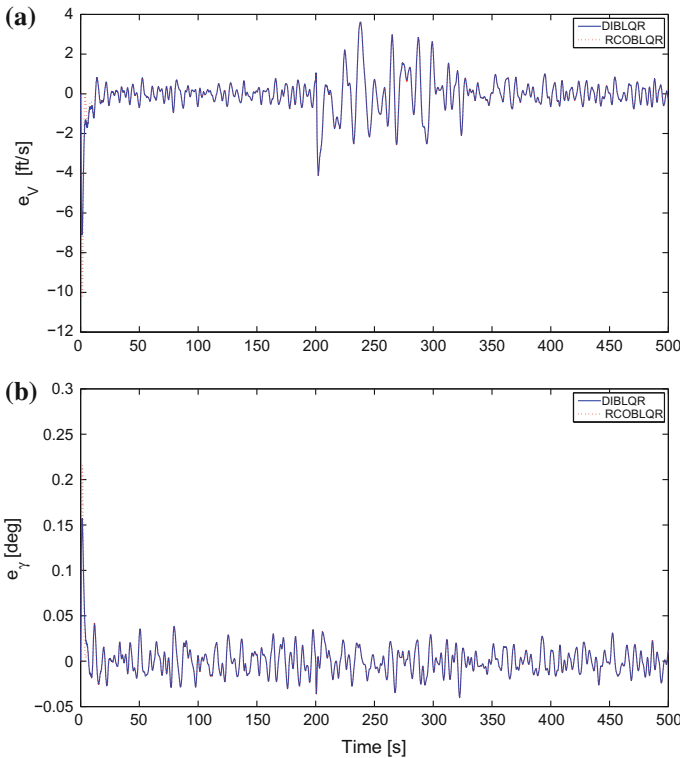 (a)
4
2
0
−2
−4
−6
−8
−10
−12
e_V [ft/s]
DIBLQR
RCOBLQR
0 50 100 150 200 250 300 350 400 450 500
(b)
0.3
0.25
0.2
0.15
0.1
0.05
0
−0.05
e_γ [deg]
DIBLQR
RCOBLQR
0 50 100 150 200 250 300 350 400 450 500
Time [s]